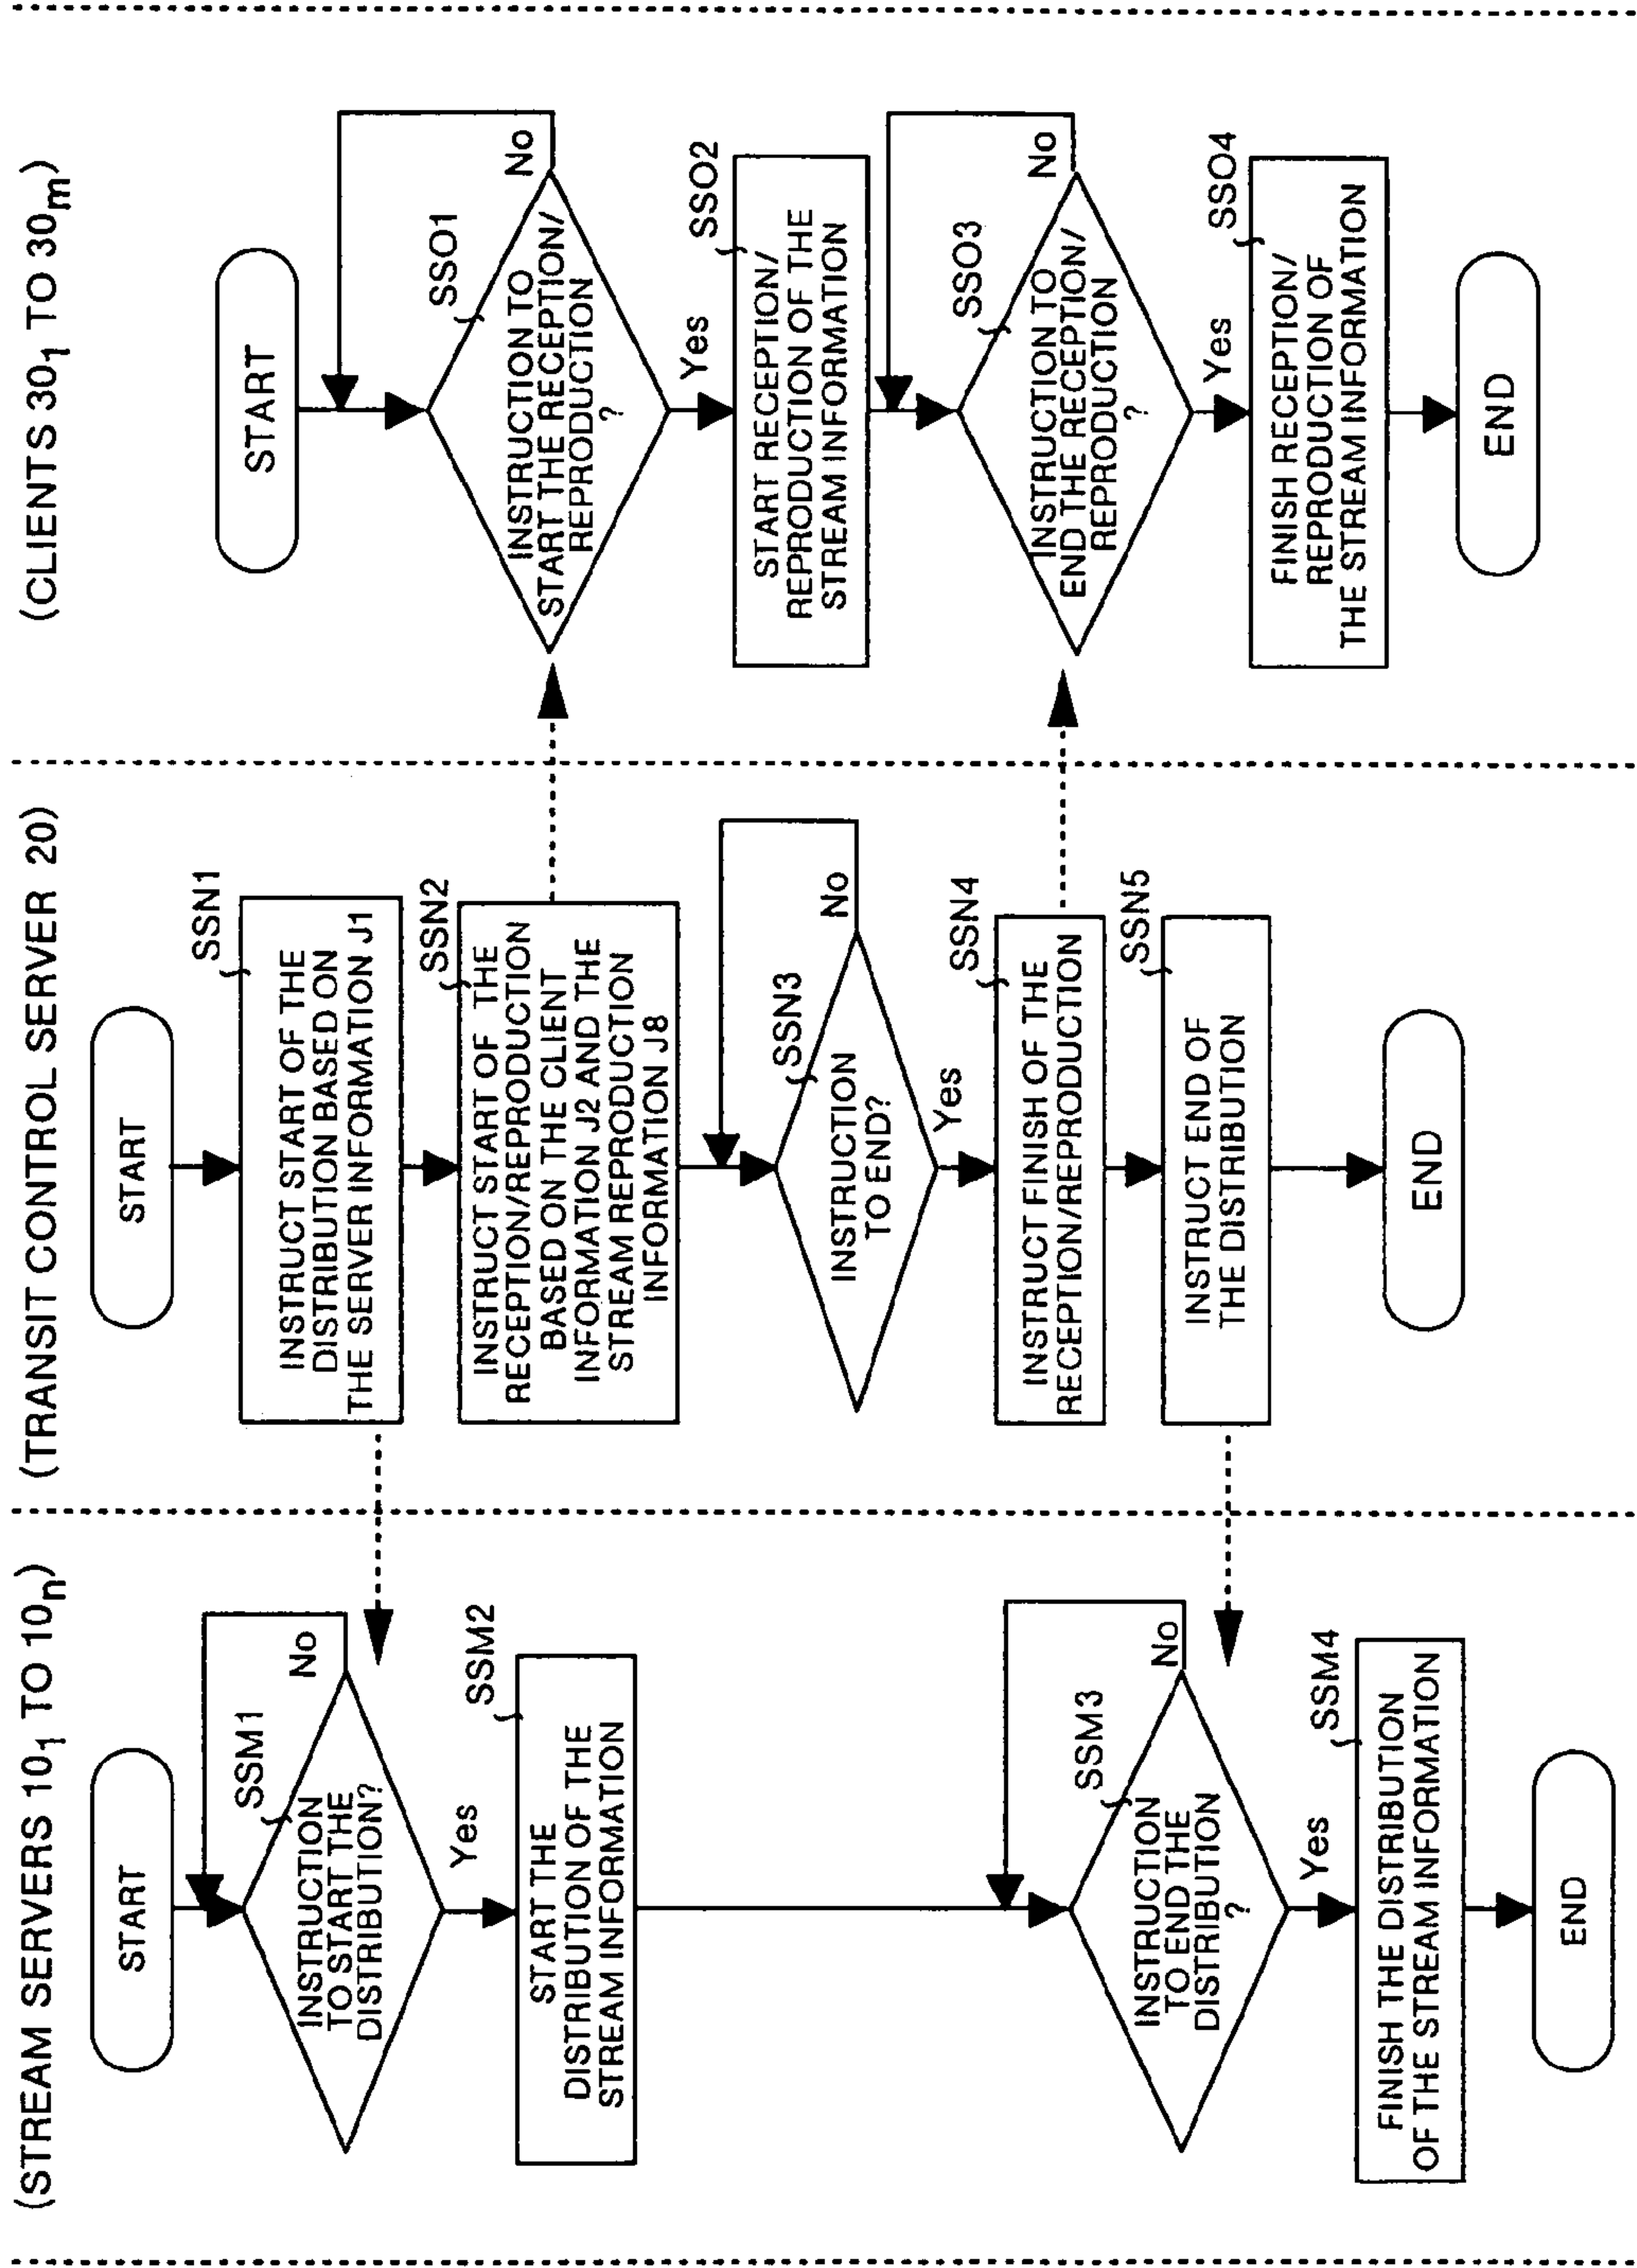 (STREAM SERVERS 10₁ TO 10ₙ)
START
SSM1
INSTRUCTION
TO START THE
DISTRIBUTION?
No
Yes
SSM2
START THE
DISTRIBUTION OF THE
STREAM INFORMATION
SSM3
INSTRUCTION
TO END THE
DISTRIBUTION
?
No
Yes
SSM4
FINISH THE DISTRIBUTION
OF THE STREAM INFORMATION
END
(TRANSIT CONTROL SERVER 20)
START
SSN1
INSTRUCT START OF THE
DISTRIBUTION BASED ON
THE SERVER INFORMATION J1
SSN2
INSTRUCT START OF THE
RECEPTION/REPRODUCTION
BASED ON THE CLIENT
INFORMATION J2 AND THE
STREAM REPRODUCTION
INFORMATION J8
SSN3
INSTRUCTION
TO END?
No
Yes
SSN4
INSTRUCT FINISH OF THE
RECEPTION/REPRODUCTION
SSN5
INSTRUCT END OF
THE DISTRIBUTION
END
(CLIENTS 30₁ TO 30ₘ)
START
SSO1
INSTRUCTION TO
START THE RECEPTION/
REPRODUCTION
?
No
Yes
SSO2
START RECEPTION/
REPRODUCTION OF THE
STREAM INFORMATION
SSO3
INSTRUCTION TO
END THE RECEPTION/
REPRODUCTION
?
No
Yes
SSO4
FINISH RECEPTION/
REPRODUCTION OF
THE STREAM INFORMATION
END